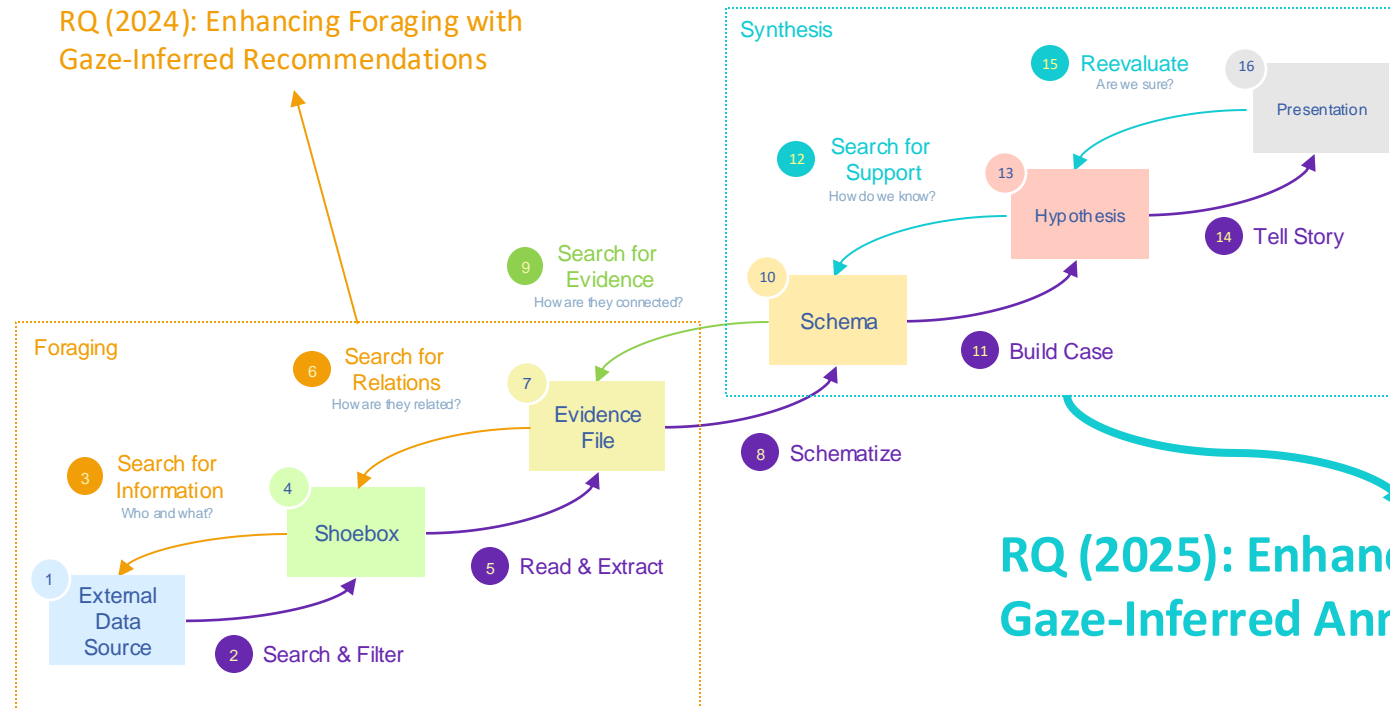 RQ (2024): Enhancing Foraging with
Gaze-Inferred Recommendations
Synthesis
15
Reevaluate
Are we sure?
16
Presentation
12
Search for
Support
How do we know?
13
Hypothesis
14
Tell Story
9
Search for
Evidence
How are they connected?
10
Schema
11
Build Case
Foraging
6
Search for
Relations
How are they related?
7
Evidence
File
8
Schematize
3
Search for
Information
Who and what?
4
Shoebox
5
Read & Extract
1
External
Data
Source
2
Search & Filter
RQ (2025):
Gaze-Inferred